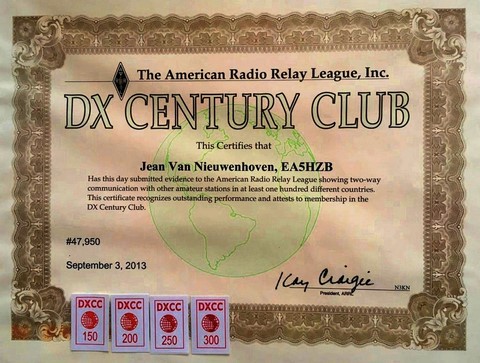 The American Radio Relay League, Inc.
DX CENTURY CLUB
This Certifies that
Jean Van Nieuwenhoven, EA5HZB
Has this day submitted evidence to the American Radio Relay League showing two-way
communication with other amateur stations in at least one hundred different countries.
This certificate recognizes outstanding performance and attests to membership in the
DX Century Club.
#47,950
September 3, 2013
Kay Craigie
N3KN
President, ARRL
DXCC DXCC DXCC DXCC
150 200 250 300